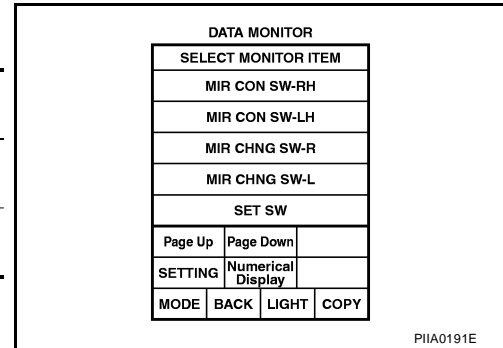 DATA MONITOR
SELECT MONITOR ITEM
MIR CON SW-RH
MIR CON SW-LH
MIR CHNG SW-R
MIR CHNG SW-L
SET SW
Page Up Page Down
SETTING Numerical
Display
MODE BACK LIGHT COPY
PIIA0191E